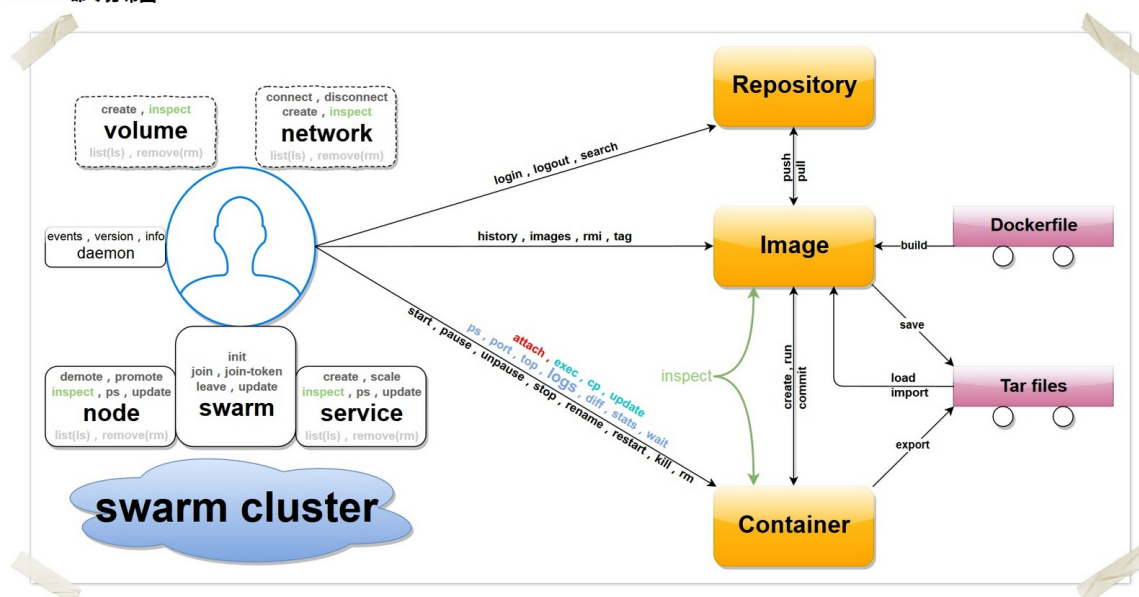 create , inspect
volume
list(ls) , remove(rm)
connect , disconnect
create , inspect
network
list(ls) , remove(rm)
events , version , info
daemon
init
join , join-token
leave , update
swarm
demote , promote
inspect , ps , update
node
list(ls) , remove(rm)
create , scale
inspect , ps , update
service
list(ls) , remove(rm)
swarm cluster
login , logout , search
history , images , rmi , tag
attach , exec , cp , update
ps , port , top , logs , diff , stats , wait
start , pause , unpause , stop , rename , restart , kill , rm
inspect
Repository
push
pull
Image
create , run
commit
Container
build
Dockerfile
save
load
import
Tar files
export